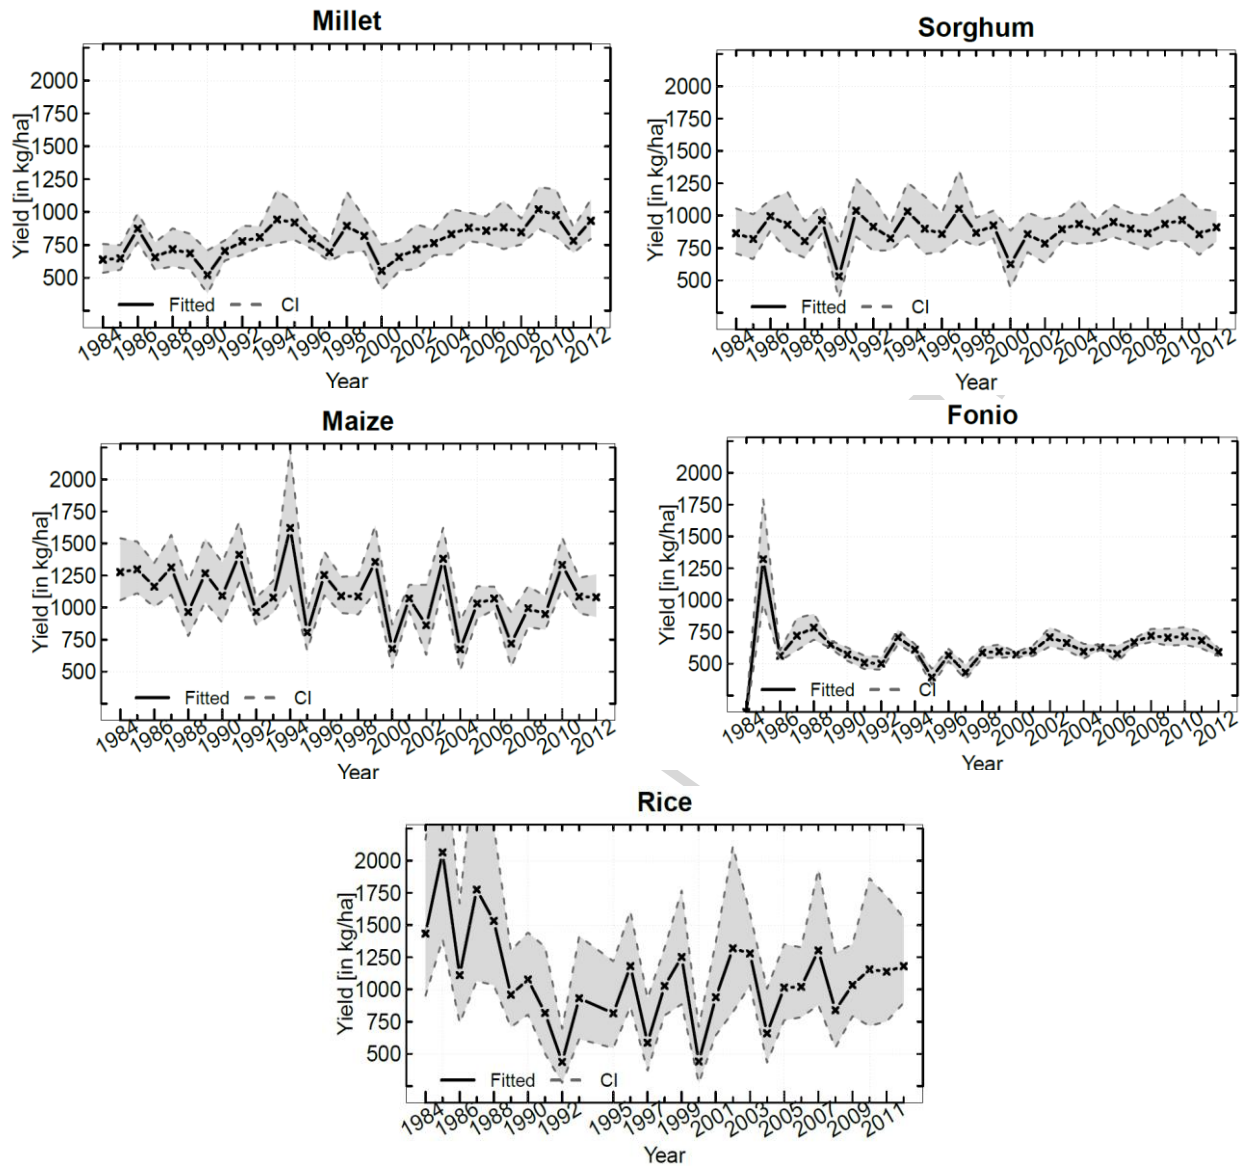 Millet
Yield [in kg/ha]
2000
1750
1500
1250
1000
750
500
Fitted CI
1984 1986 1988 1990 1992 1994 1996 1998 2000 2002 2004 2006 2008 2010 2012
Year
Sorghum
Yield [in kg/ha]
2000
1750
1500
1250
1000
750
500
Fitted CI
1984 1986 1988 1990 1992 1994 1996 1998 2000 2002 2004 2006 2008 2010 2012
Year
Maize
Yield [in kg/ha]
2000
1750
1500
1250
1000
750
500
Fitted CI
1984 1986 1988 1990 1992 1994 1996 1998 2000 2002 2004 2006 2008 2010 2012
Year
Fonio
Yield [in kg/ha]
2000
1750
1500
1250
1000
750
500
Fitted CI
1984 1986 1988 1990 1992 1994 1996 1998 2000 2002 2004 2006 2008 2010 2012
Year
Rice
Yield [in kg/ha]
2000
1750
1500
1250
1000
750
500
Fitted CI
1984 1986 1988 1990 1992 1995 1997 1999 2001 2003 2005 2007 2009 2011
Year